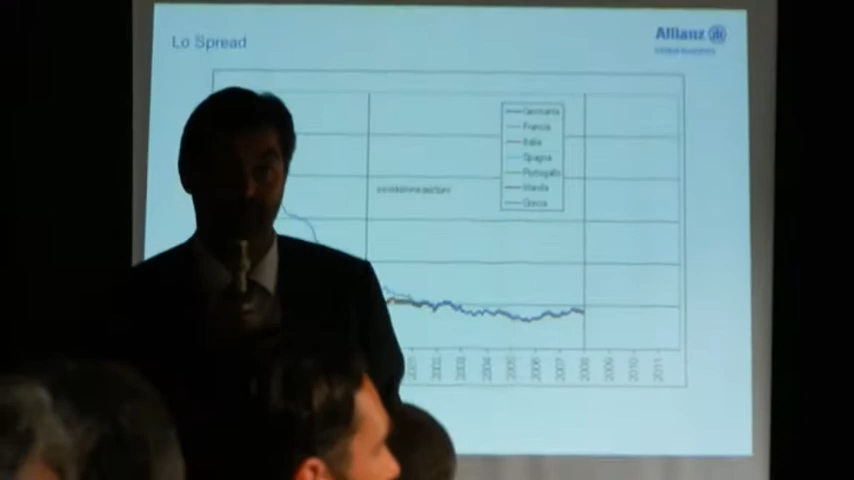 Lo Spread
Allianz
Germania
Francia
Italia
Spagna
Portogallo
Irlanda
Grecia
2001
2002
2003
2004
2005
2006
2007
2008
2009
2010
2011